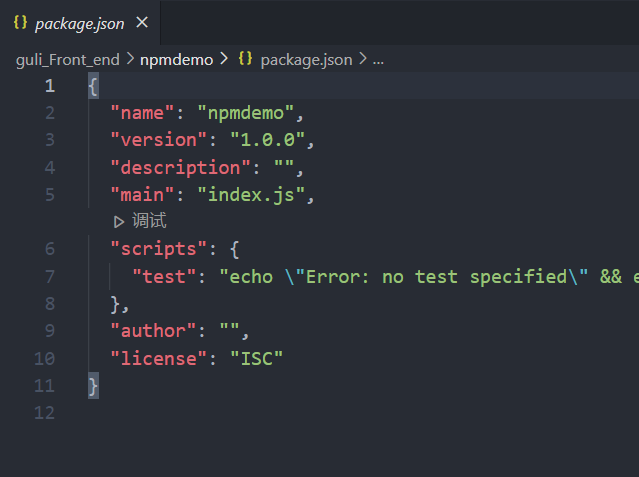 {} package.json ×
guli_Front_end > npmdemo > {} package.json > ...
1 {
2 "name": "npmdemo",
3 "version": "1.0.0",
4 "description": "",
5 "main": "index.js",
▷ 调试
6 "scripts": {
7 "test": "echo \"Error: no test specified\" && e
8 },
9 "author": "",
10 "license": "ISC"
11 }
12